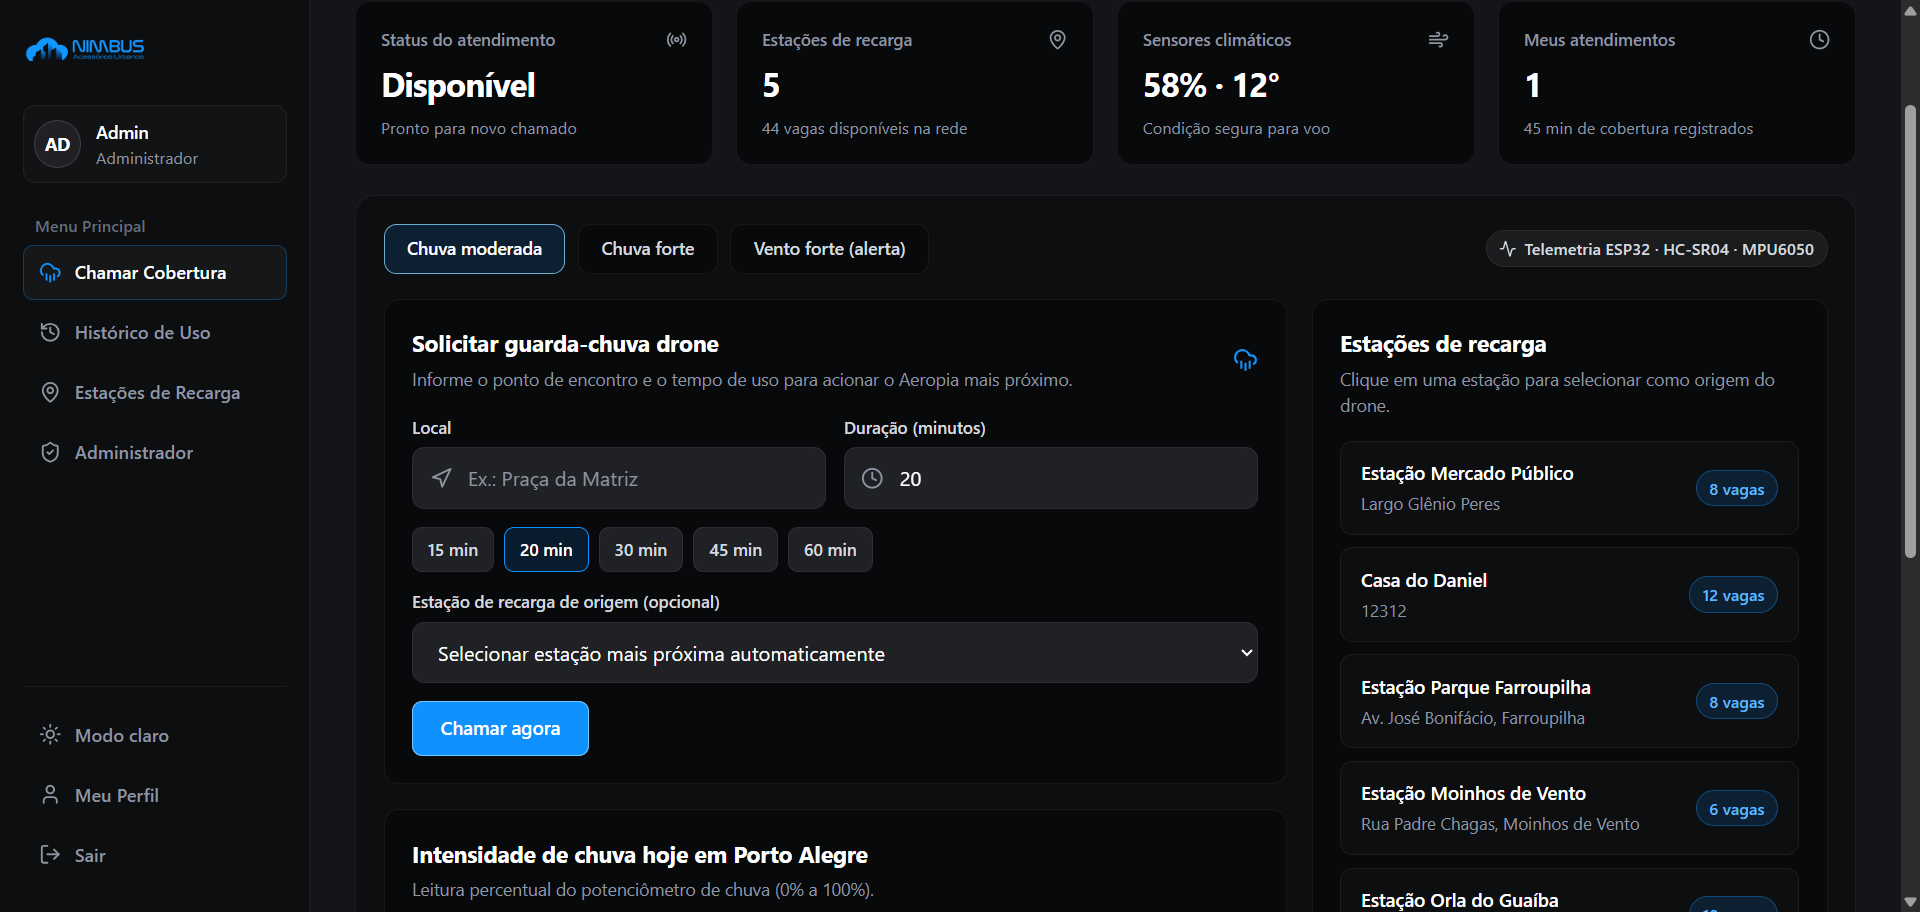 NIMBUS
Acessórios Urbanos
AD
Admin
Administrador
Menu Principal
Chamar Cobertura
Histórico de Uso
Estações de Recarga
Administrador
Modo claro
Meu Perfil
Sair
Status do atendimento
Disponível
Pronto para novo chamado
Estações de recarga
5
44 vagas disponíveis na rede
Sensores climáticos
58% · 12°
Condição segura para voo
Meus atendimentos
1
45 min de cobertura registrados
Chuva moderada
Chuva forte
Vento forte (alerta)
Telemetria ESP32 · HC-SR04 · MPU6050
Solicitar guarda-chuva drone
Informe o ponto de encontro e o tempo de uso para acionar o Aeropia mais próximo.
Local
Ex.: Praça da Matriz
Duração (minutos)
20
15 min
20 min
30 min
45 min
60 min
Estação de recarga de origem (opcional)
Selecionar estação mais próxima automaticamente
Chamar agora
Intensidade de chuva hoje em Porto Alegre
Leitura percentual do potenciômetro de chuva (0% a 100%).
Estações de recarga
Clique em uma estação para selecionar como origem do
drone.
Estação Mercado Público
Largo Glênio Peres
8 vagas
Casa do Daniel
12312
12 vagas
Estação Parque Farroupilha
Av. José Bonifácio, Farroupilha
8 vagas
Estação Moinhos de Vento
Rua Padre Chagas, Moinhos de Vento
6 vagas
Estação Orla do Guaíba